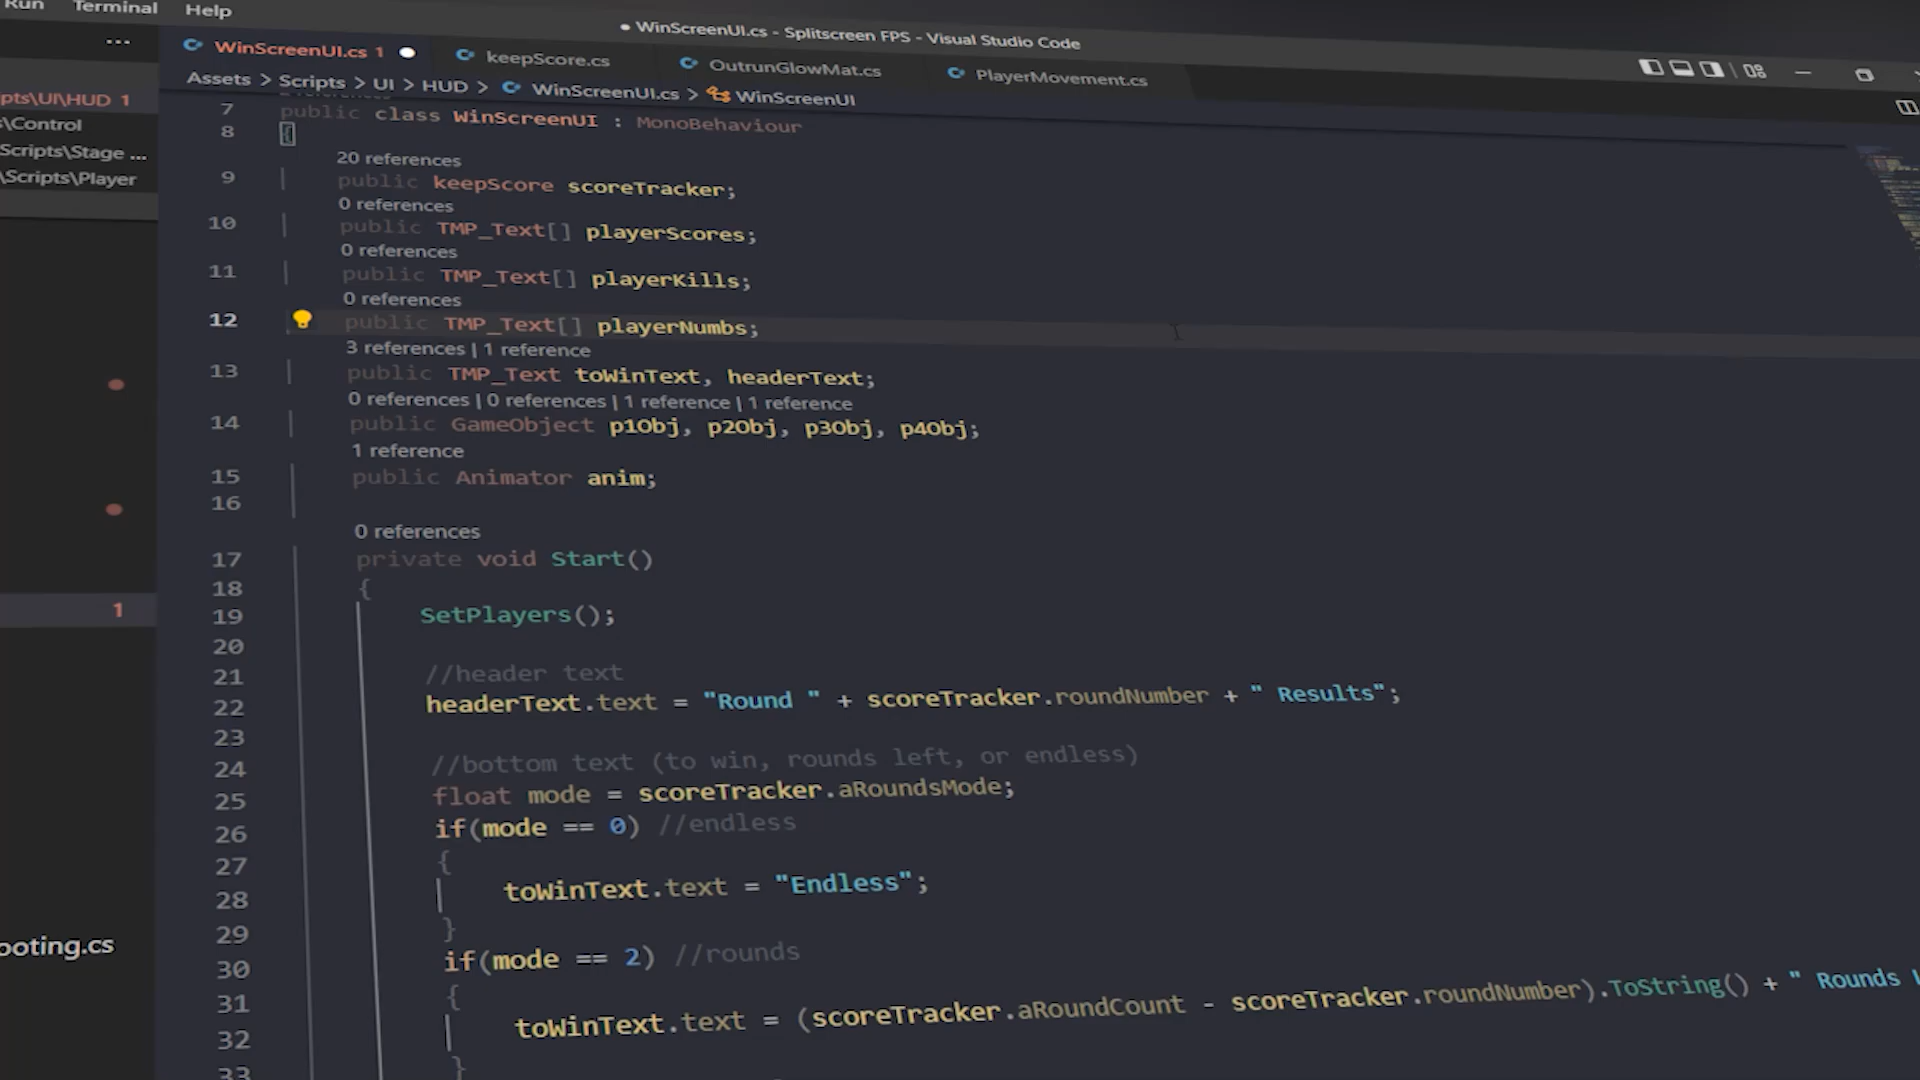 Run Terminal Help
WinScreenUI.cs - Splitscreen FPS - Visual Studio Code
WinScreenUI.cs 1 keepScore.cs OutrunGlowMat.cs PlayerMovement.cs
Assets > Scripts > UI > HUD > WinScreenUI.cs > WinScreenUI
pts\UI\HUD 1
s\Control
Scripts\Stage ...
\Scripts\Player
1
ooting.cs
7 public class WinScreenUI : MonoBehaviour
8 {
20 references
9 public keepScore scoreTracker;
0 references
10 public TMP_Text[] playerScores;
0 references
11 public TMP_Text[] playerKills;
0 references
12 public TMP_Text[] playerNumbs;
3 references | 1 reference
13 public TMP_Text toWinText, headerText;
0 references | 0 references | 1 reference | 1 reference
14 public GameObject p1Obj, p2Obj, p3Obj, p4Obj;
1 reference
15 public Animator anim;
16
0 references
17 private void Start()
18 {
19 SetPlayers();
20
21 //header text
22 headerText.text = "Round " + scoreTracker.roundNumber + " Results";
23
24 //bottom text (to win, rounds left, or endless)
25 float mode = scoreTracker.aRoundsMode;
26 if(mode == 0) //endless
27 {
28 toWinText.text = "Endless";
29 }
30 if(mode == 2) //rounds
31 {
32 toWinText.text = (scoreTracker.aRoundCount - scoreTracker.roundNumber).ToString() + " Rounds
33 }